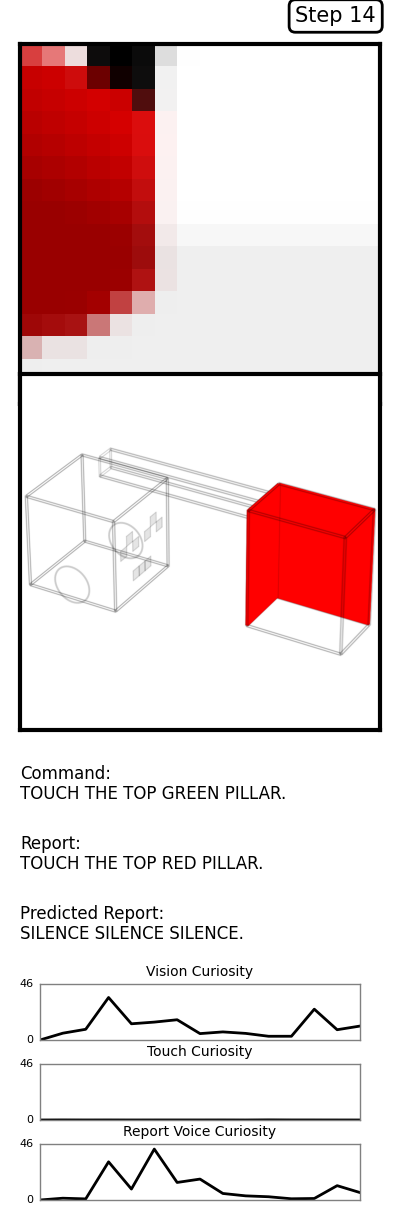 Step 14
Command:
TOUCH THE TOP GREEN PILLAR.
Report:
TOUCH THE TOP RED PILLAR.
Predicted Report:
SILENCE SILENCE SILENCE.
Vision Curiosity
46
0
Touch Curiosity
46
0
Report Voice Curiosity
46
0